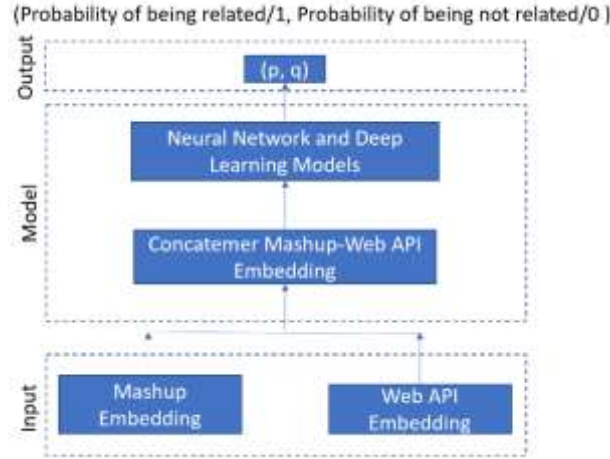 (Probability of being related/1, Probability of being not related/0 )
Output
(p, q)
Model
Neural Network and Deep
Learning Models
Concatemer Mashup-Web API
Embedding
Input
Mashup
Embedding
Web API
Embedding